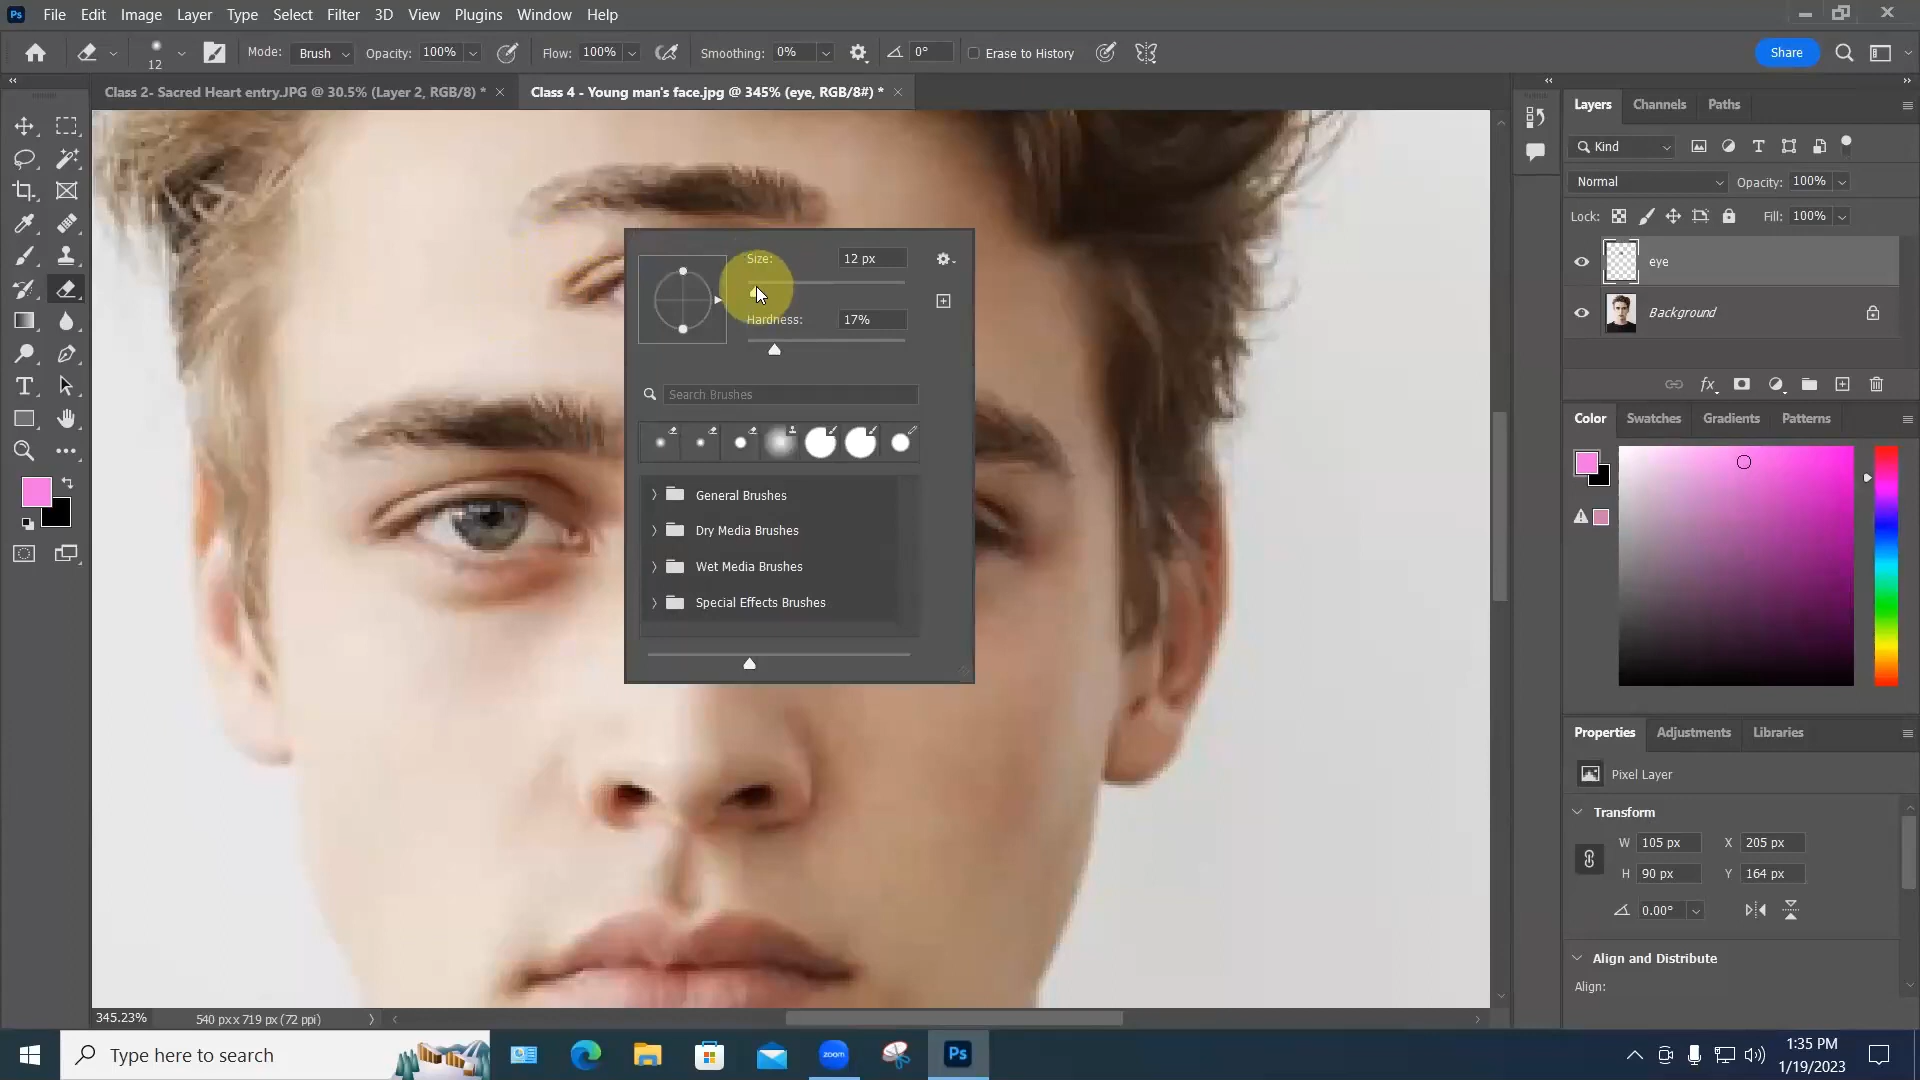 Ps File Edit Image Layer Type Select Filter 3D View Plugins Window Help
12 Mode: Brush Opacity: 100% Flow: 100% Smoothing: 0% 0° Erase to History Share
Class 2- Sacred Heart entry.JPG @ 30.5% (Layer 2, RGB/8) * Class 4 - Young man's face.jpg @ 345% (eye, RGB/8#) *
Layers Channels Paths
Kind
Normal Opacity: 100%
Lock: Fill: 100%
eye
Background
fx
Size: 12 px
Hardness: 17%
Search Brushes
General Brushes
Dry Media Brushes
Wet Media Brushes
Special Effects Brushes
Color Swatches Gradients Patterns
Properties Adjustments Libraries
Pixel Layer
Transform
W 105 px X 205 px
H 90 px Y 164 px
0.00°
Align and Distribute
Align:
345.23% 540 px x 719 px (72 ppi)
Type here to search
zoom
Ps
1:35 PM
1/19/2023